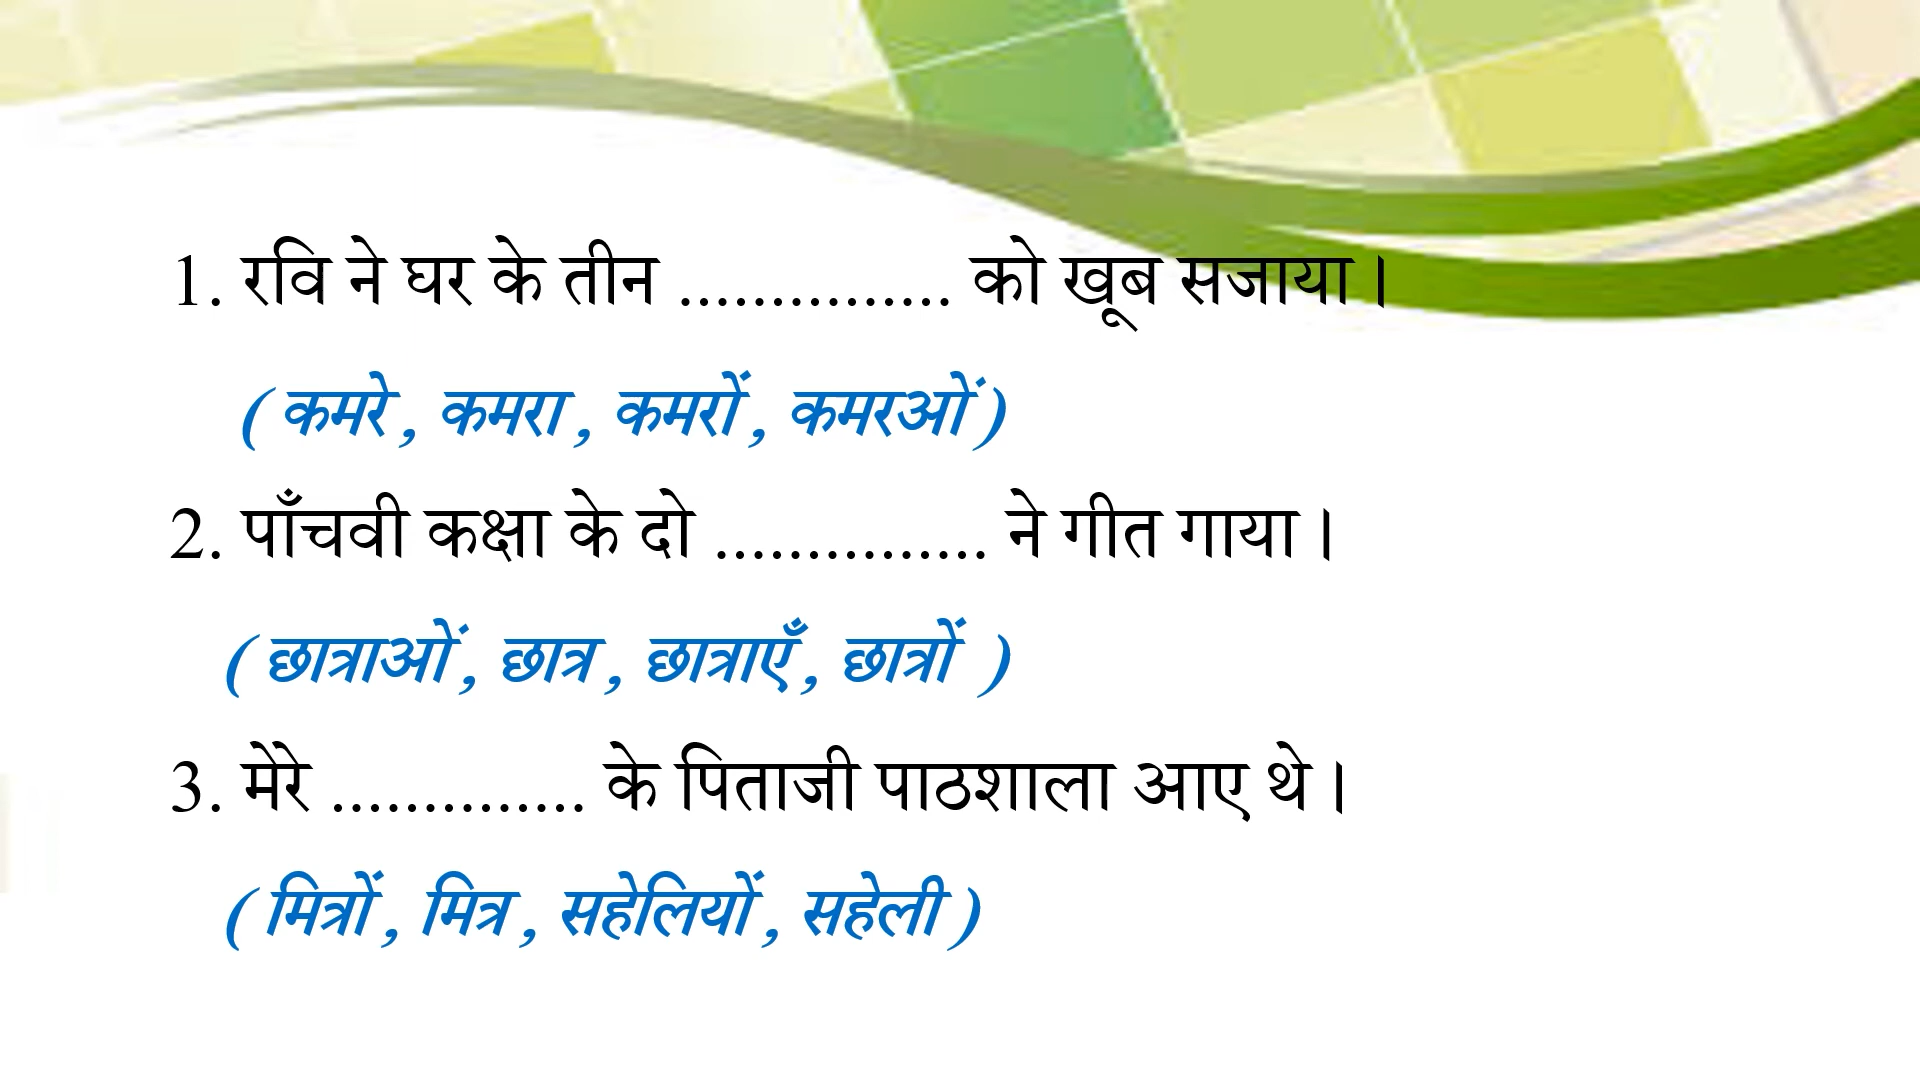 1. रवि ने घर के तीन ............... को खूब सजाया।
( कमरे , कमरा , कमरों , कमरओं )
2. पाँचवी कक्षा के दो ............... ने गीत गाया।
( छात्राओं , छात्र , छात्राएँ , छात्रों )
3. मेरे .............. के पिताजी पाठशाला आए थे।
( मित्रों , मित्र , सहेलियों , सहेली )